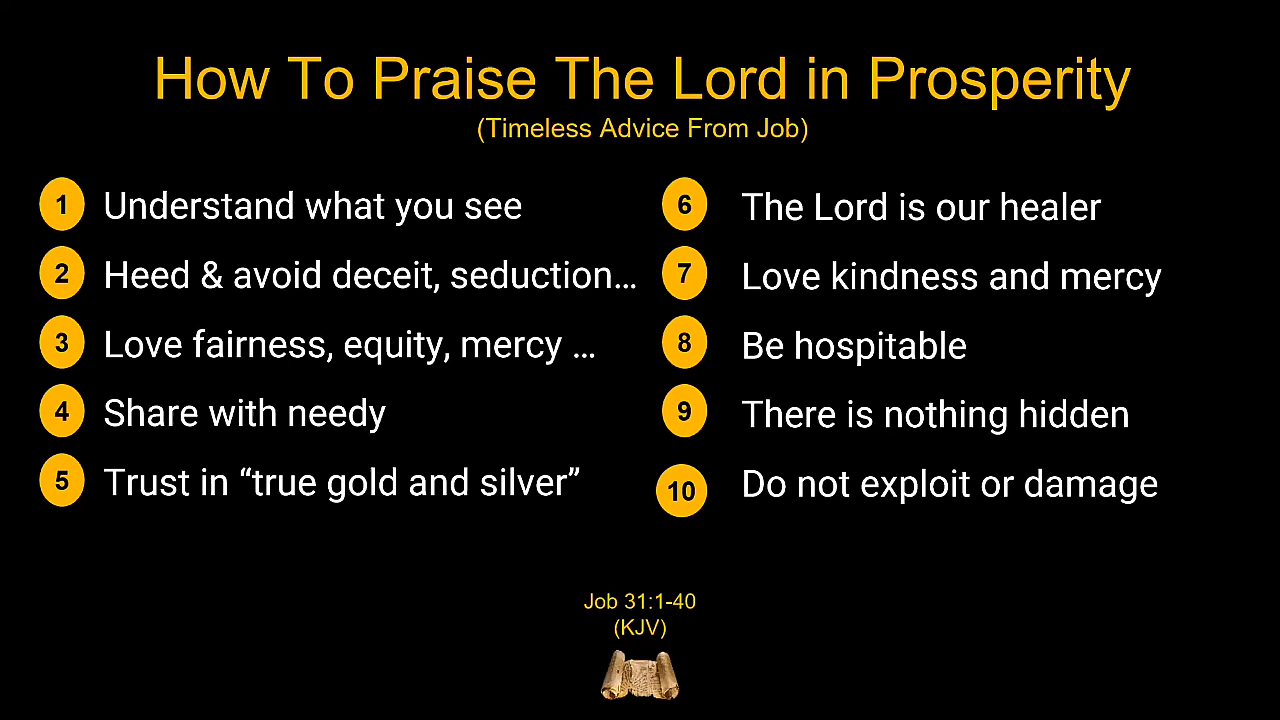 How To Praise The Lord in Prosperity
(Timeless Advice From Job)
1 Understand what you see
2 Heed & avoid deceit, seduction…
3 Love fairness, equity, mercy …
4 Share with needy
5 Trust in “true gold and silver”
6 The Lord is our healer
7 Love kindness and mercy
8 Be hospitable
9 There is nothing hidden
10 Do not exploit or damage
Job 31:1-40
(KJV)